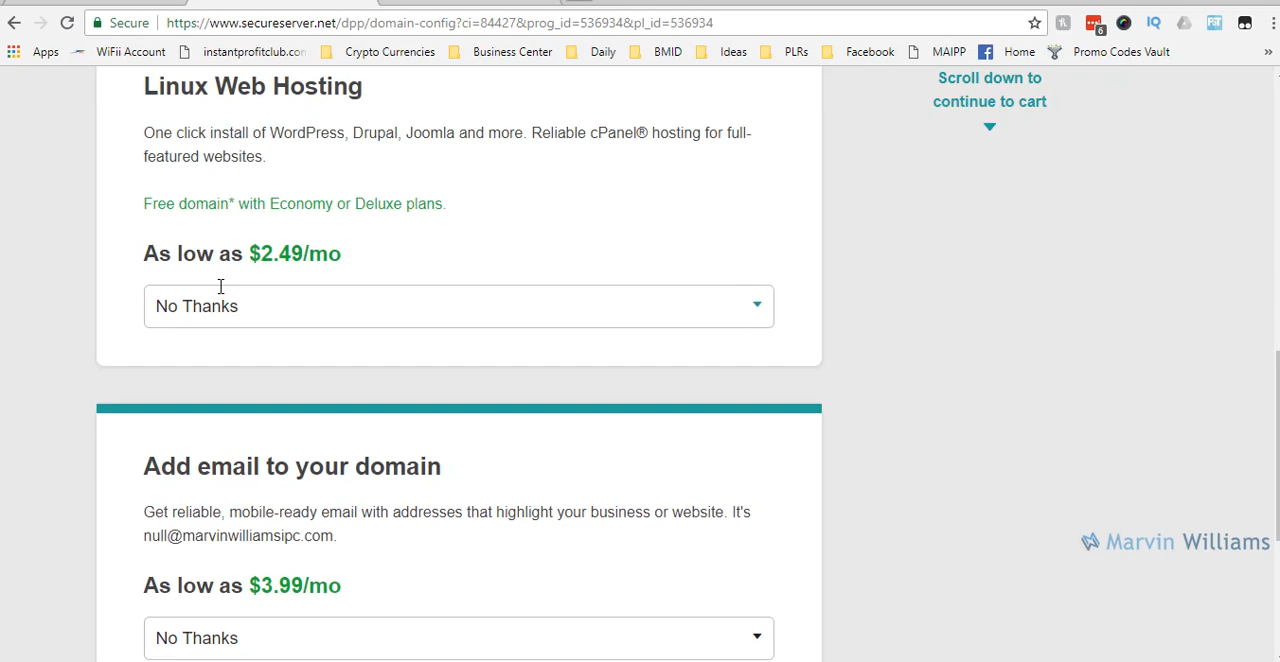 Secure
https://www.secureserver.net/dpp/domain-config?ci=84427&prog_id=536934&pl_id=536934
6
Apps WiFii Account instantprofitclub.com Crypto Currencies Business Center Daily BMID Ideas PLRs Facebook MAIPP Home Promo Codes Vault »
Linux Web Hosting
One click install of WordPress, Drupal, Joomla and more. Reliable cPanel® hosting for full-
featured websites.
Free domain* with Economy or Deluxe plans.
As low as $2.49/mo
No Thanks
Scroll down to
continue to cart
Add email to your domain
Get reliable, mobile-ready email with addresses that highlight your business or website. It's
null@marvinwilliamsipc.com.
As low as $3.99/mo
No Thanks
Marvin Williams